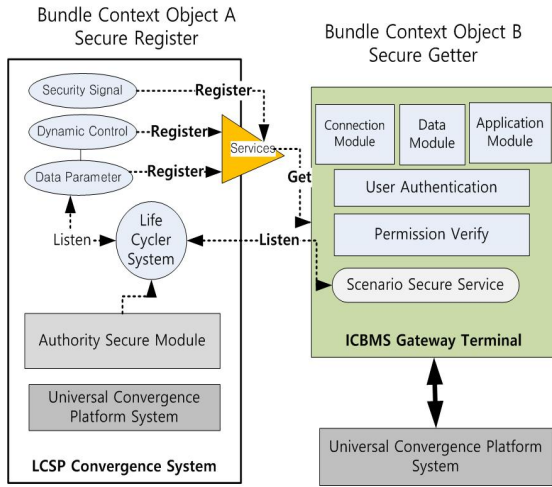 Bundle Context Object A
Secure Register
Bundle Context Object B
Secure Getter
Security Signal
Register
Dynamic Control
Register
Services
Data Parameter
Register
Get
Listen
Life
Cycler
System
Listen
Authority Secure Module
Universal Convergence
Platform System
LCSP Convergence System
Connection
Module
Data
Module
Application
Module
User Authentication
Permission Verify
Scenario Secure Service
ICBMS Gateway Terminal
Universal Convergence Platform
System